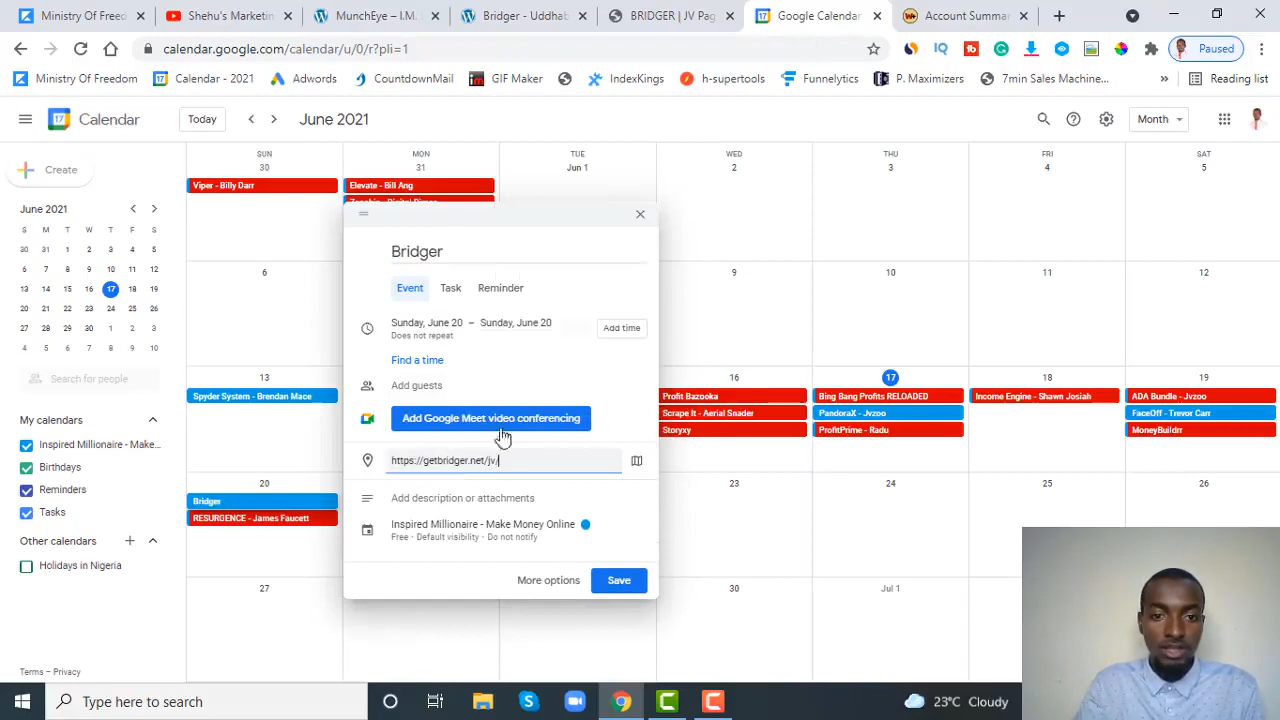 Ministry Of Freedom
Shehu's Marketin
MunchEye – I.M.
Bridger - Uddhab
BRIDGER | JV Pag
Google Calendar
Account Summar
calendar.google.com/calendar/u/0/r?pli=1
Paused
Ministry Of Freedom
Calendar - 2021
Adwords
CountdownMail
GIF Maker
IndexKings
h-supertools
Funnelytics
P. Maximizers
7min Sales Machine...
Reading list
Calendar
Today
June 2021
Month
Create
June 2021
S M T W T F S
30 31 1 2 3 4 5
6 7 8 9 10 11 12
13 14 15 16 17 18 19
20 21 22 23 24 25 26
27 28 29 30 1 2 3
4 5 6 7 8 9 10
Search for people
My calendars
Inspired Millionaire - Make...
Birthdays
Reminders
Tasks
Other calendars
Holidays in Nigeria
Terms – Privacy
SUN MON TUE WED THU FRI SAT
30 31 Jun 1 2 3 4 5
Viper - Billy Darr
Elevate - Bill Ang
6 9 10 11 12
13 16 17 18 19
Spyder System - Brendan Mace
Profit Bazooka
Bing Bang Profits RELOADED
Income Engine - Shawn Josiah
ADA Bundle - Jvzoo
Scrape It - Aerial Snader
PandoraX - Jvzoo
FaceOff - Trevor Carr
Storyxy
ProfitPrime - Radu
MoneyBuildrr
20 23 24 25 26
Bridger
RESURGENCE - James Faucett
27 30 Jul 1
Bridger
Event Task Reminder
Sunday, June 20 – Sunday, June 20
Add time
Does not repeat
Find a time
Add guests
Add Google Meet video conferencing
https://getbridger.net/jv/
Add description or attachments
Inspired Millionaire - Make Money Online
Free · Default visibility · Do not notify
More options
Save
Type here to search
23°C Cloudy